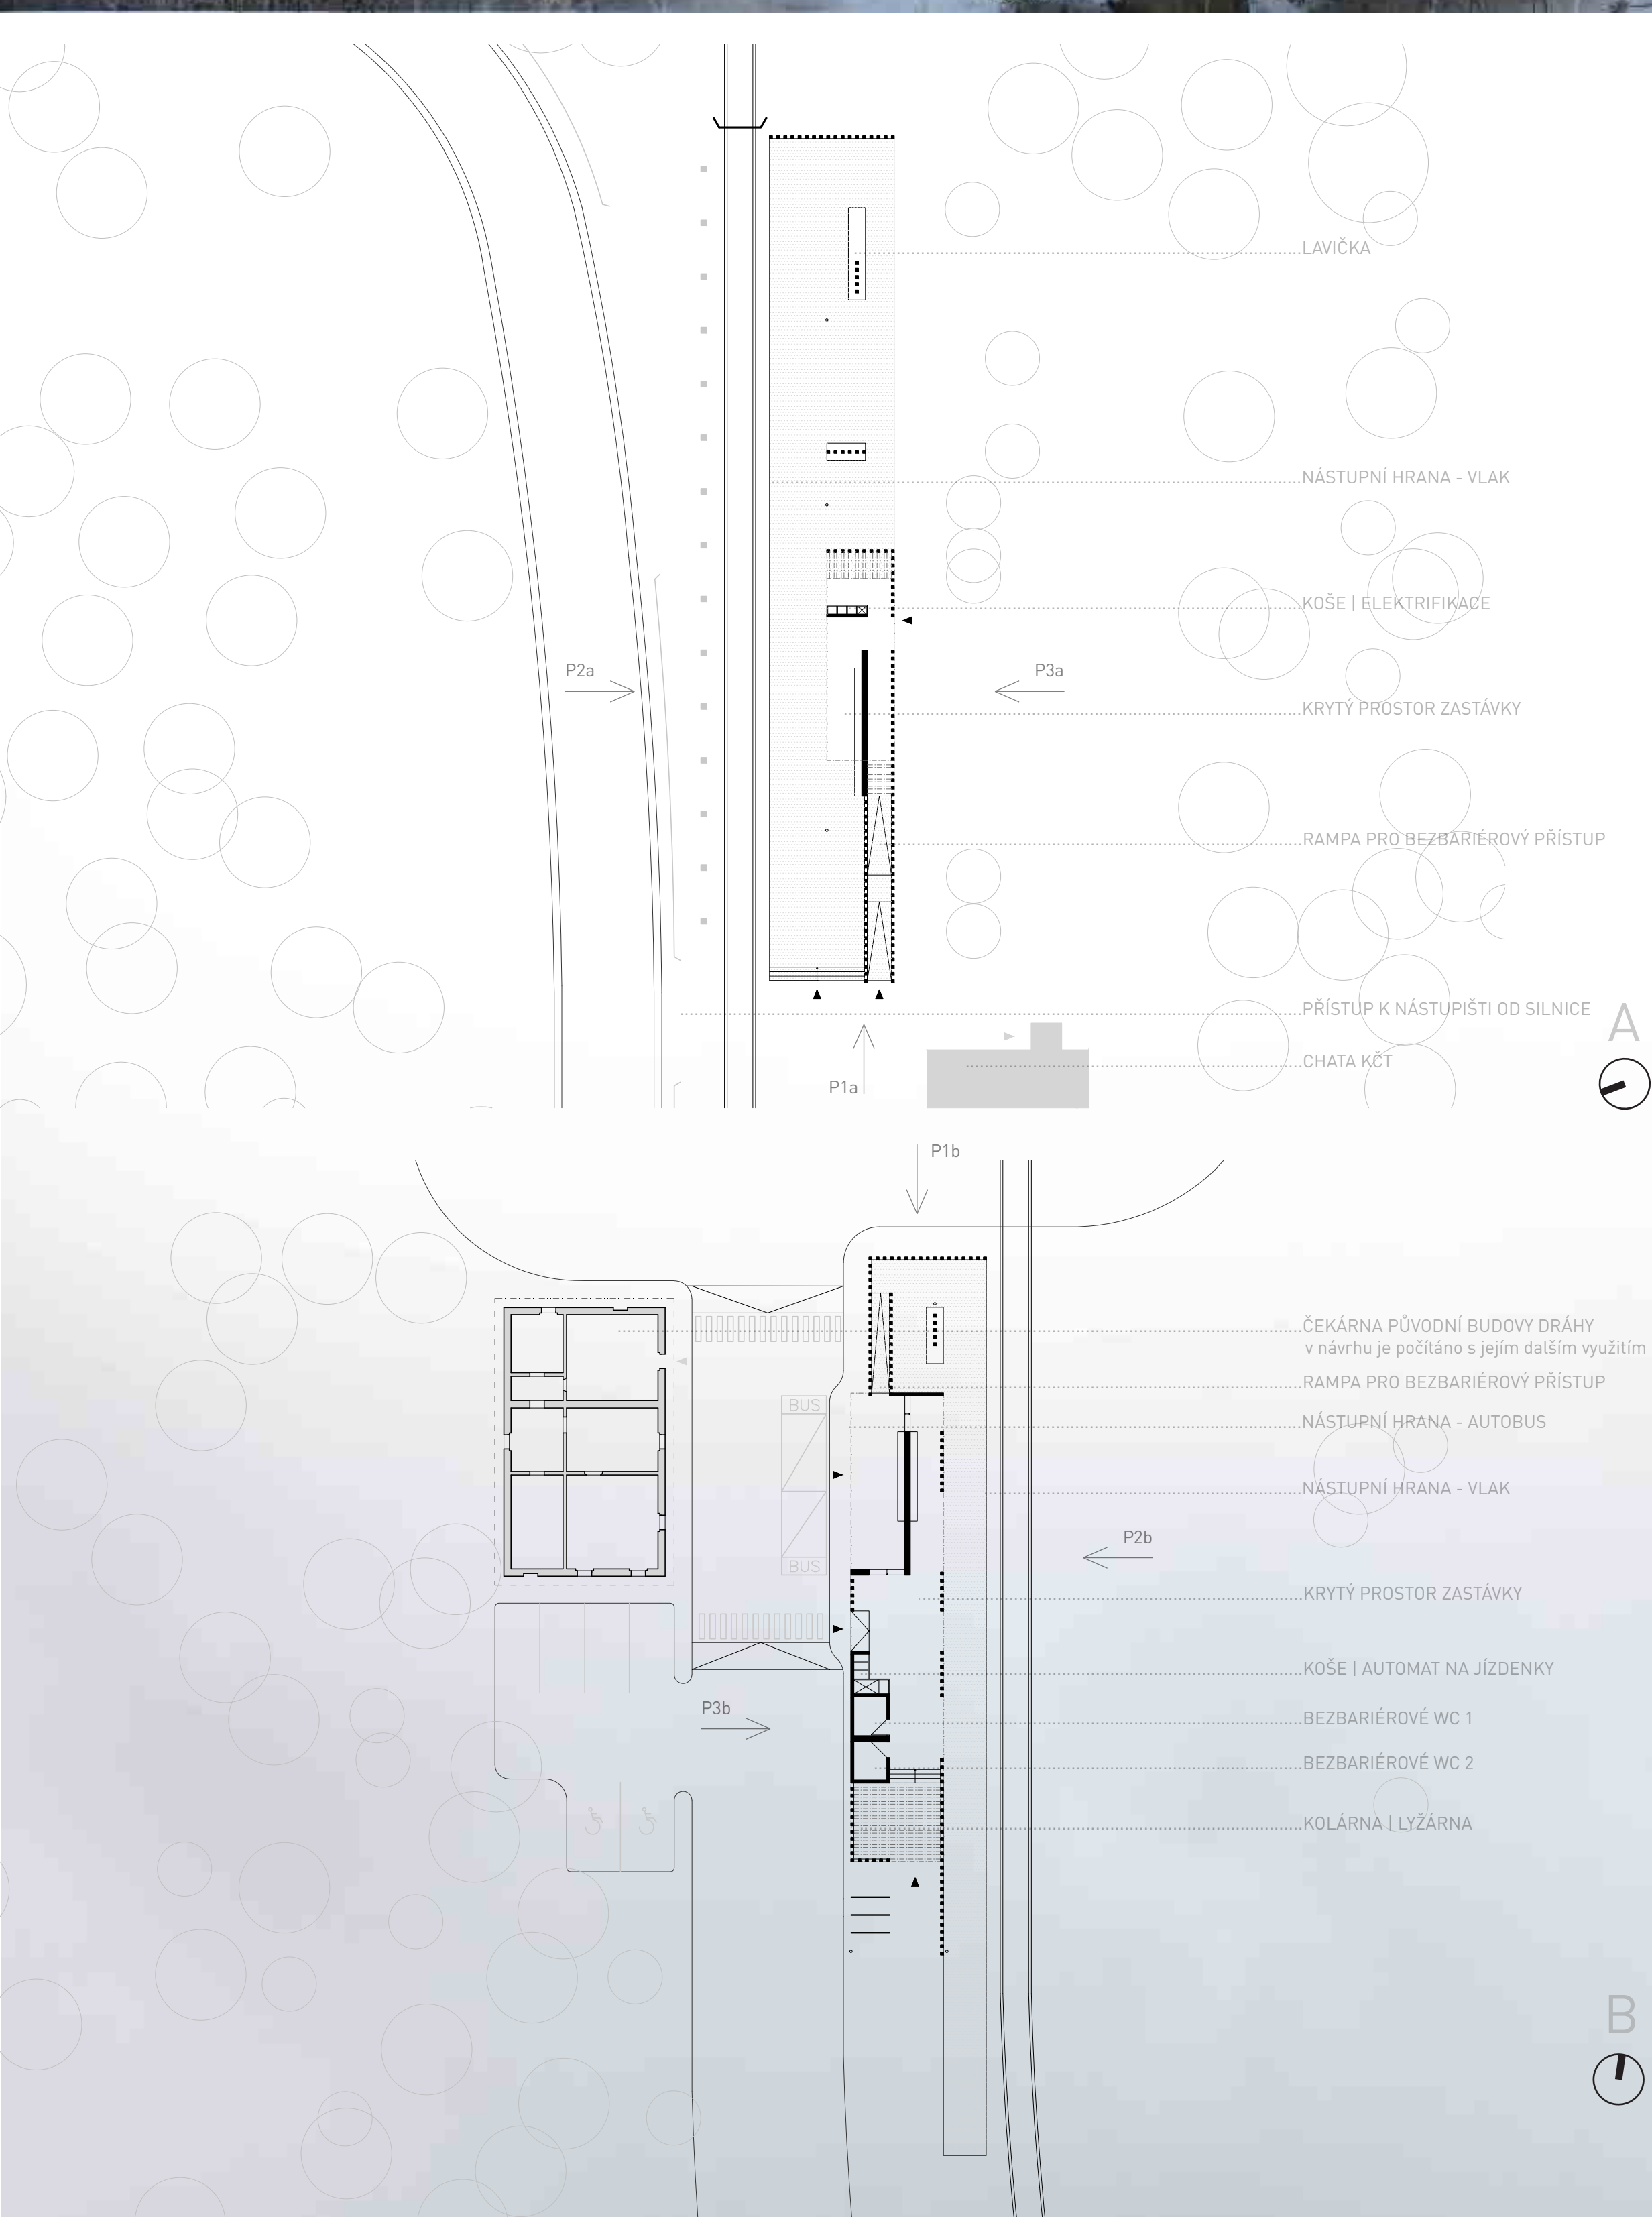 LAVIČKA
NÁSTUPNÍ HRANA - VLAK
KOŠE | ELEKTRIFIKACE
P2a
P3a
KRYTÝ PROSTOR ZASTÁVKY
RAMPA PRO BEZBARIÉROVÝ PŘÍSTUP
PŘÍSTUP K NÁSTUPIŠTI OD SILNICE
A
CHATA KČT
P1a
P1b
ČEKÁRNA PŮVODNÍ BUDOVY DRÁHY
v návrhu je počítáno s jejím dalším využitím
RAMPA PRO BEZBARIÉROVÝ PŘÍSTUP
BUS
NÁSTUPNÍ HRANA - AUTOBUS
NÁSTUPNÍ HRANA - VLAK
P2b
BUS
KRYTÝ PROSTOR ZASTÁVKY
KOŠE | AUTOMAT NA JÍZDENKY
P3b
BEZBARIÉROVÉ WC 1
BEZBARIÉROVÉ WC 2
KOLÁRNA | LYŽÁRNA
B